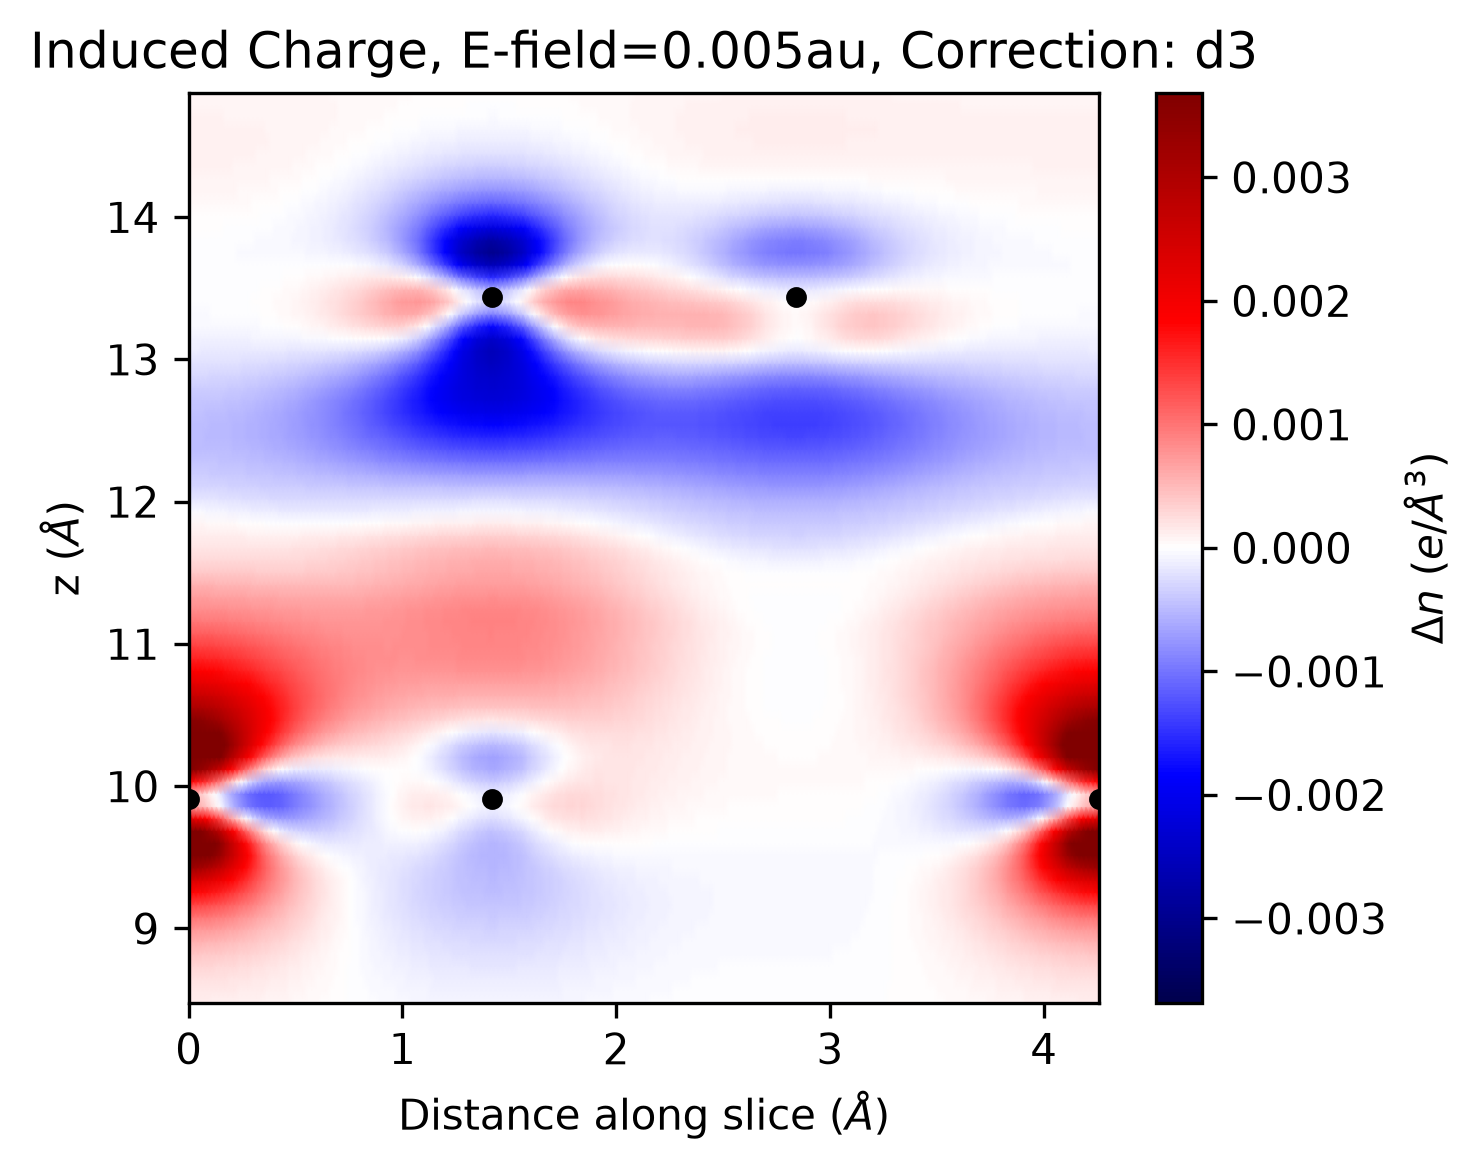 Induced Charge, E-field=0.005au, Correction: d3
14
13
12
11
10
9
z (Å)
0 1 2 3 4
Distance along slice (Å)
0.003
0.002
0.001
0.000
−0.001
−0.002
−0.003
Δn (e/Å³)